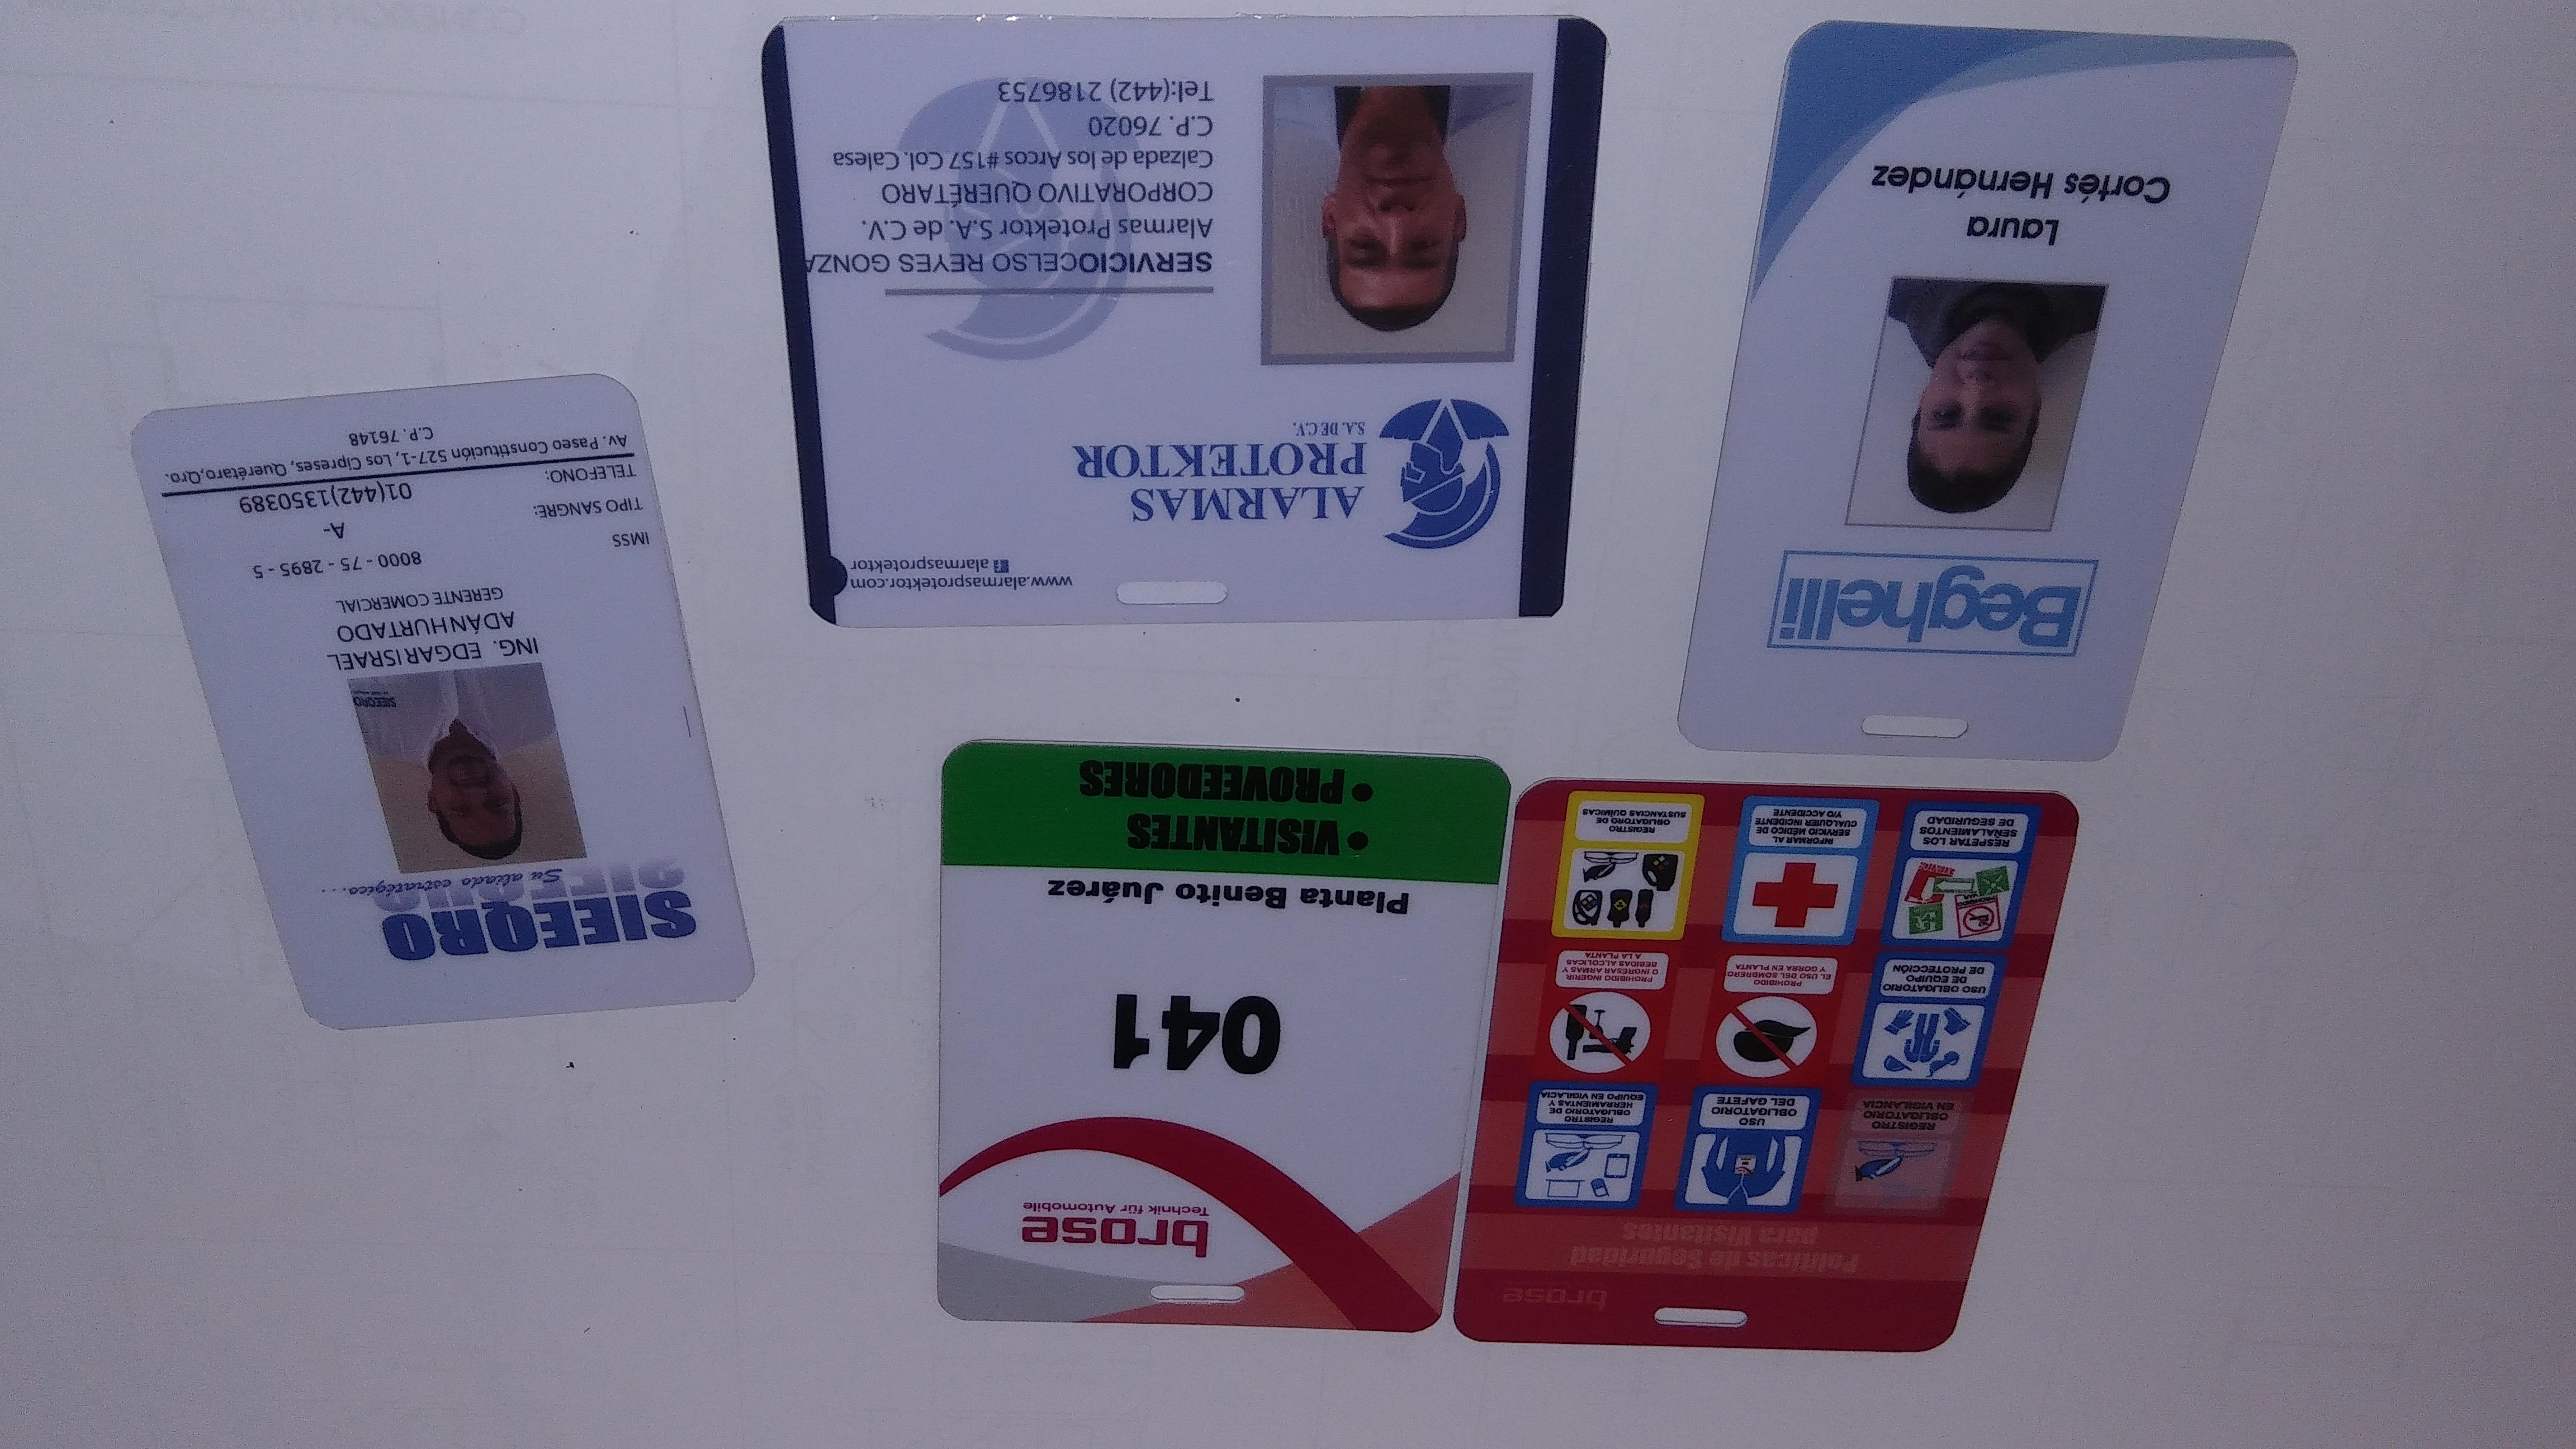 brose
Políticas de Seguridad
para Visitantes
REGISTRO
OBLIGATORIO
EN VIGILANCIA
USO
OBLIGATORIO
DEL GAFETE
REGISTRO
OBLIGATORIO DE
HERRAMIENTAS Y
EQUIPO EN VIGILACIA
USO OBLIGATORIO
DE EQUIPO
DE PROTECCIÓN
PROHIBIDO
EL USO DEL SOMBRERO
Y GORRA EN PLANTA
PROHIBIDO INGERIR
O INGRESAR ARMAS Y
BEBIDAS ALCOLICAS
A LA PLANTA
RESPETAR LOS
SEÑALAMIENTOS
DE SEGURIDAD
INFORMAR AL
SERVICIO MÉDICO DE
CUALQUIER INCIDENTE
Y/O ACCIDENTE
REGISTRO
OBLIGATORIO DE
SUSTANCIAS QUÍMICAS
brose
Technik für Automobile
041
Planta Benito Juárez
• VISITANTES
• PROVEEDORES
SIEEQRO
Su aliado estratégico...
SIEEQRO
ING. EDGAR ISRAEL
ADÁN HURTADO
GERENTE COMERCIAL
IMSS 8000 - 75 - 2895 - 5
TIPO SANGRE: A-
TELEFONO: 01(442)1350389
Av. Paseo Constitución 527-1, Los Cipreses, Querétaro,Qro.
C.P. 76148
Beghelli
Laura
Cortés Hernández
www.alarmasprotektor.com
alarmasprotektor
ALARMAS
PROTEKTOR
S.A. DE C.V.
SERVICIOCELSO REYES GONZA
Alarmas Protektor S.A. de C.V.
CORPORATIVO QUERÉTARO
Calzada de los Arcos #157 Col. Calesa
C.P. 76020
Tel:(442) 2186753